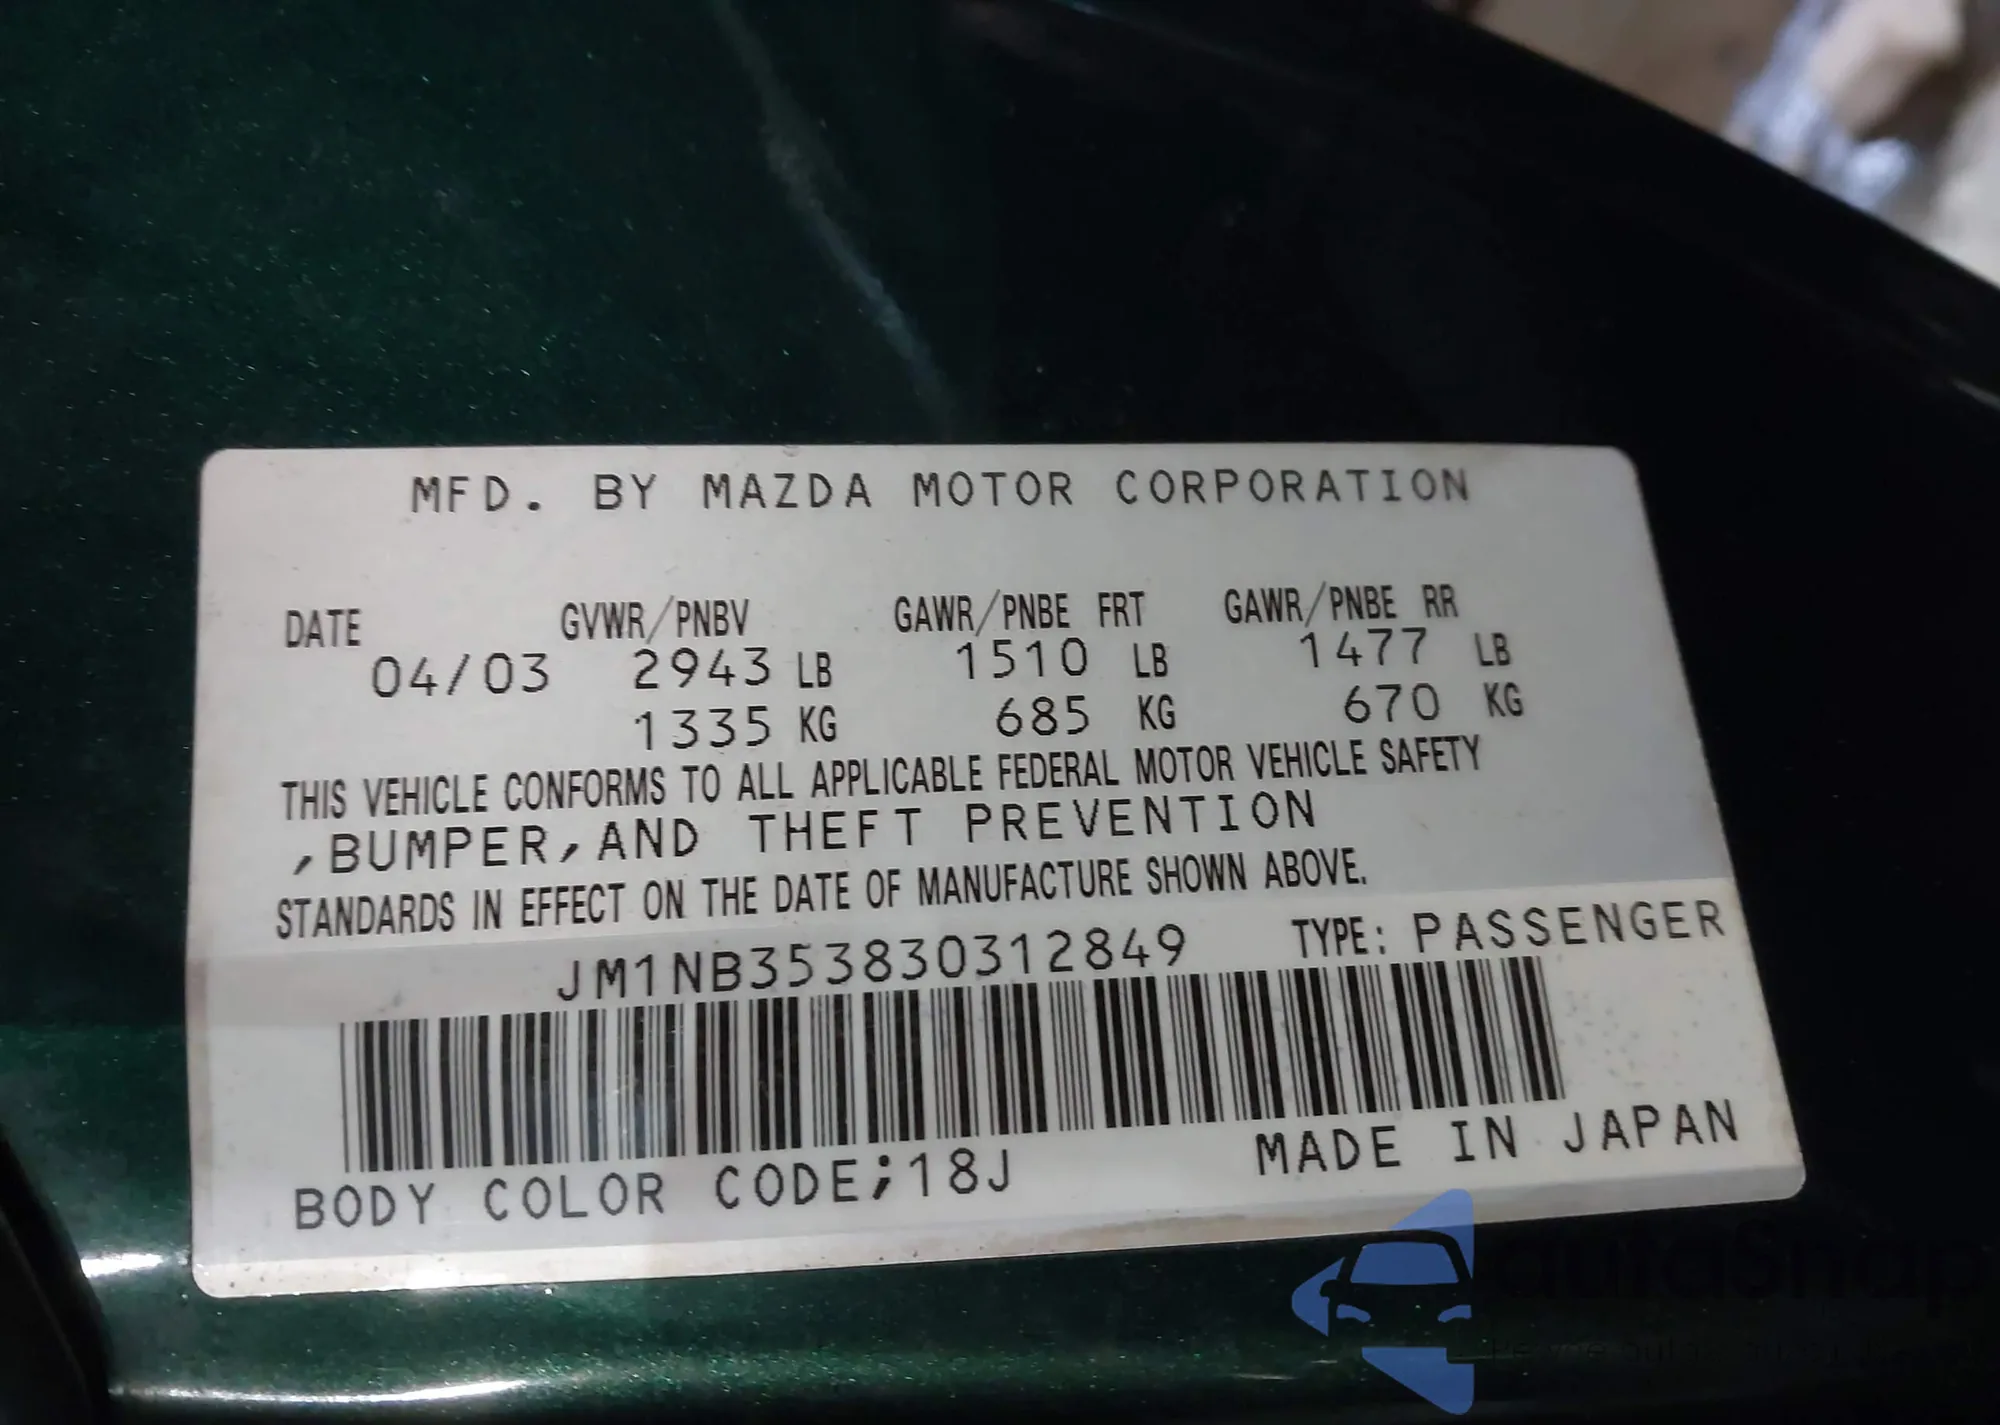 MFD. BY MAZDA MOTOR CORPORATION
DATE GVWR/PNBV GAWR/PNBE FRT GAWR/PNBE RR
04/03 2943 LB 1510 LB 1477 LB
1335 KG 685 KG 670 KG
THIS VEHICLE CONFORMS TO ALL APPLICABLE FEDERAL MOTOR VEHICLE SAFETY
,BUMPER,AND THEFT PREVENTION
STANDARDS IN EFFECT ON THE DATE OF MANUFACTURE SHOWN ABOVE.
JM1NB353830312849 TYPE: PASSENGER
BODY COLOR CODE;18J MADE IN JAPAN
autosnap